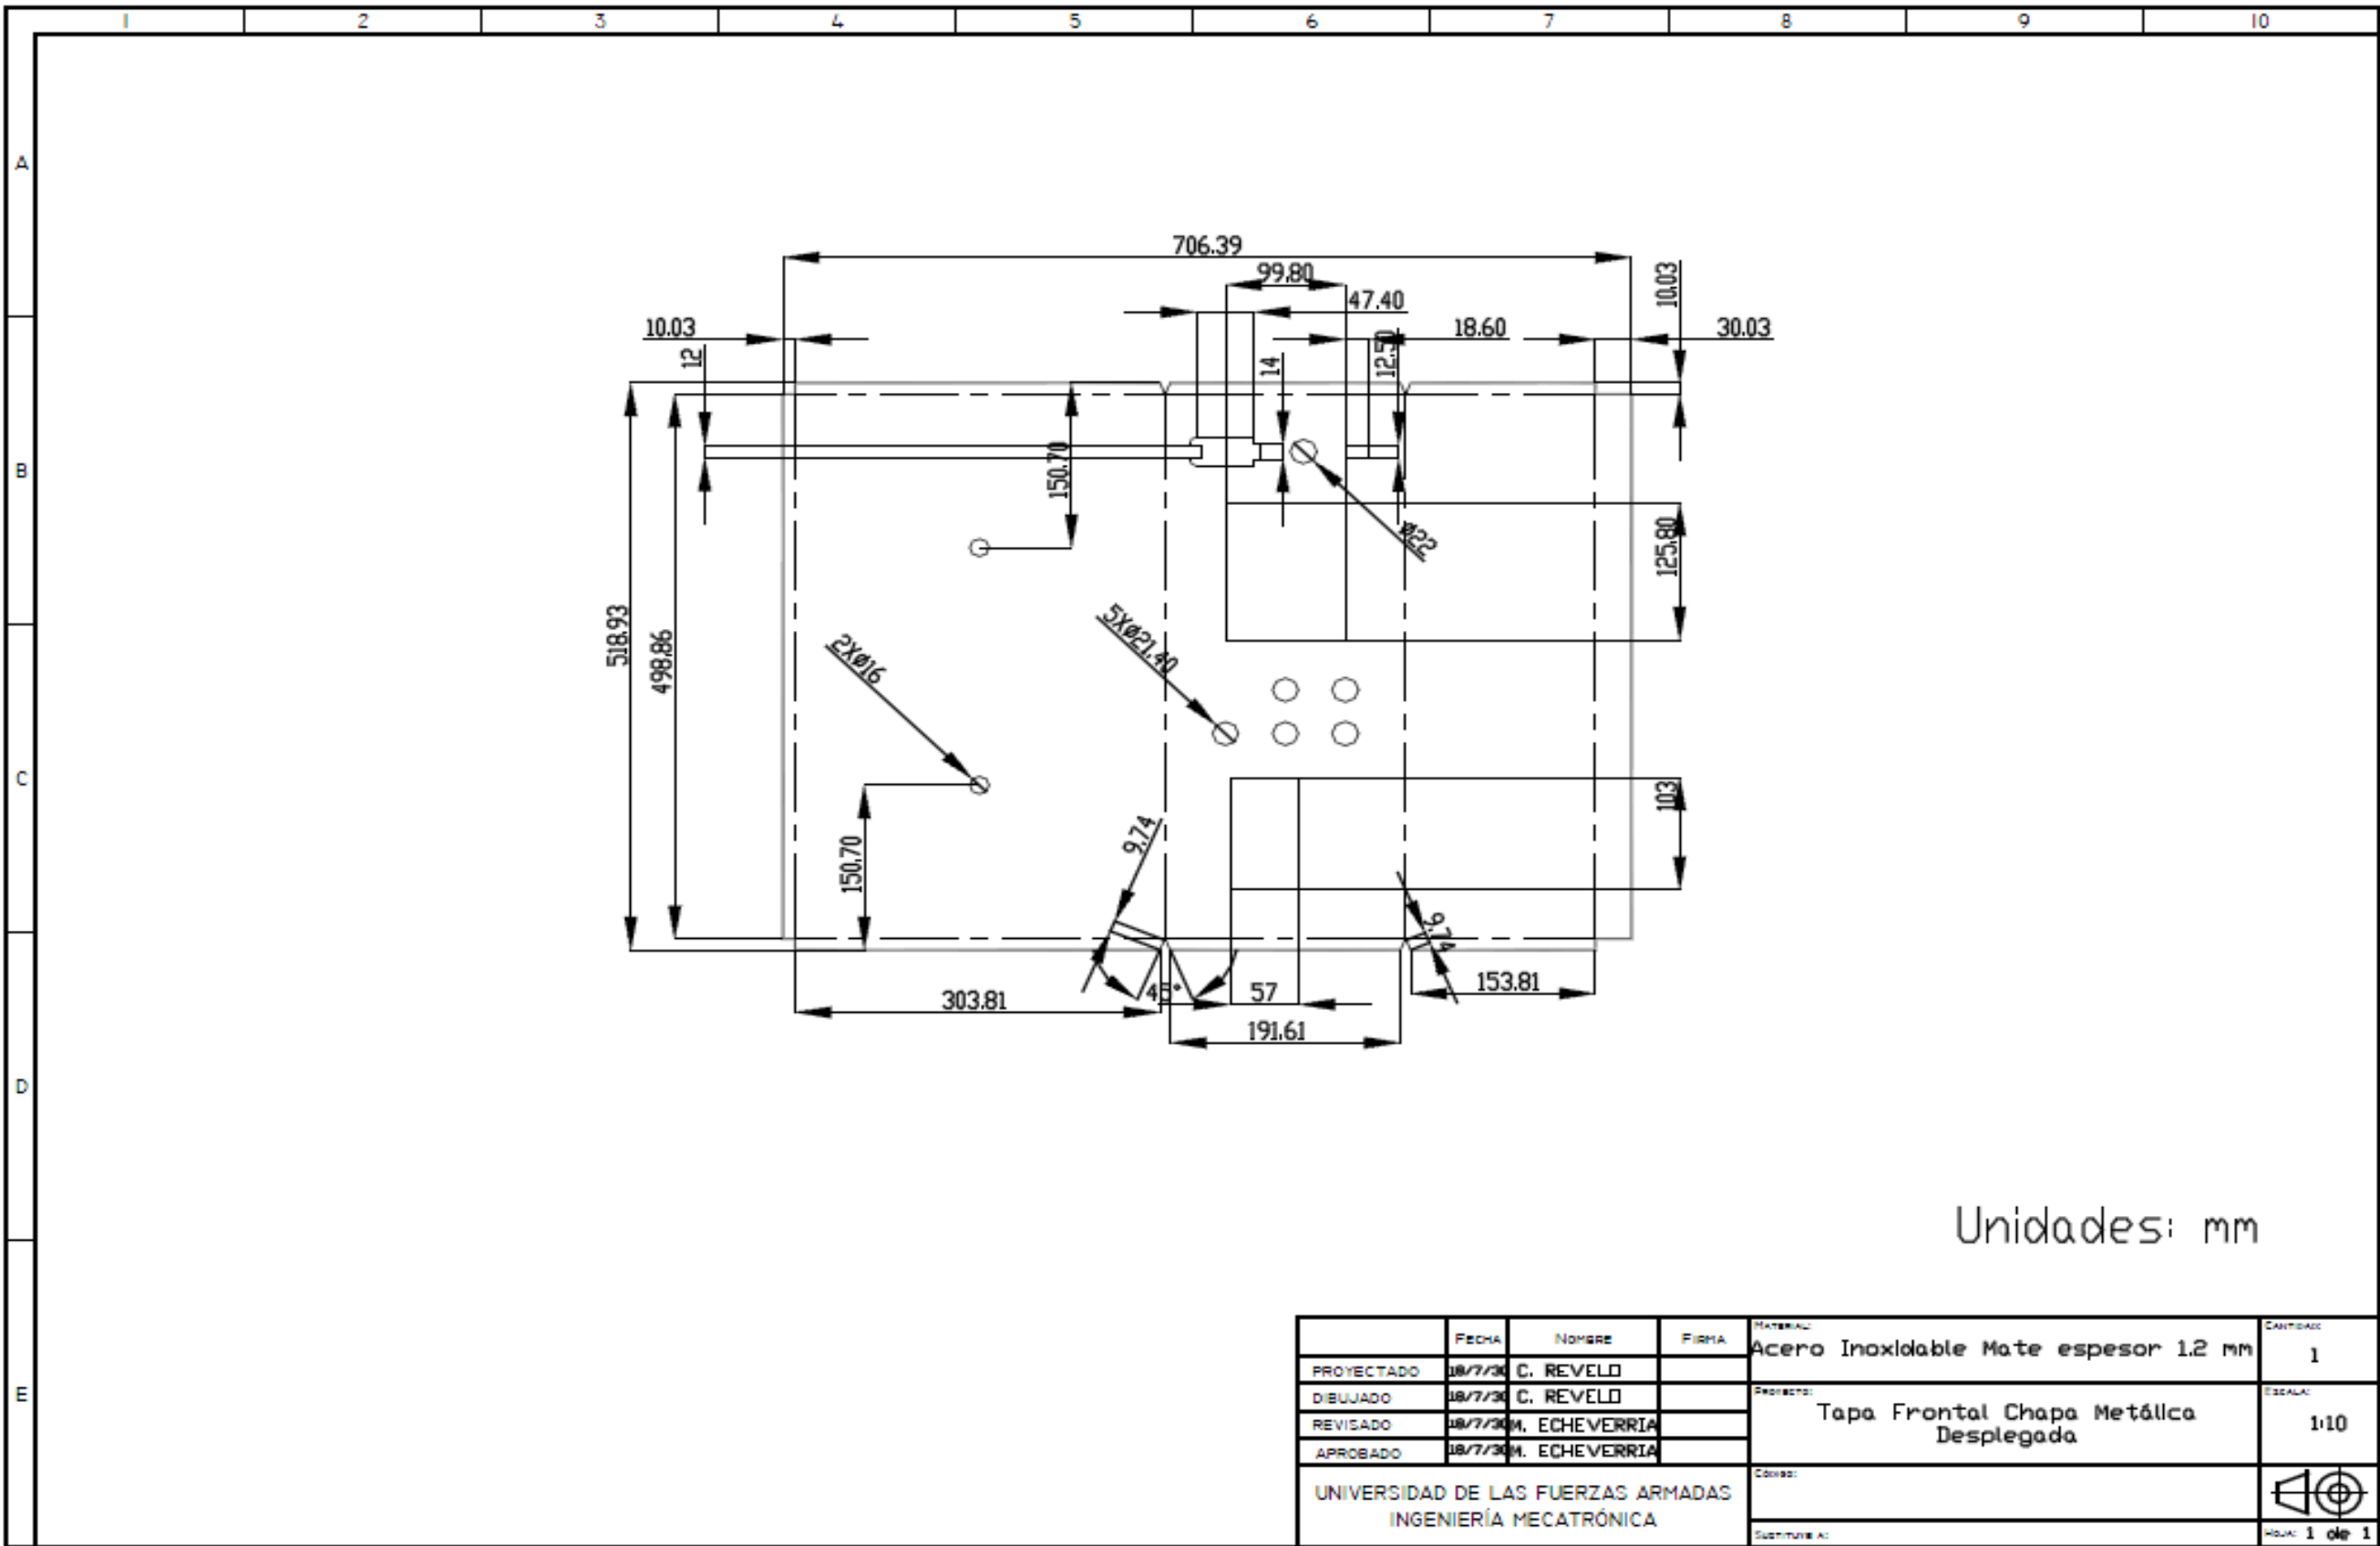 1 2 3 4 5 6 7 8 9 10
A
B
C
D
E
706.39
99.80
47.40
10.03
18.60
30.03
10.03
12
14
12.50
150.70
Ø22
125.80
518.93
498.86
2XØ16
5XØ21.40
103
150.70
9.74
9.74
45°
57
153.81
303.81
191.61
Unidades: mm
FECHA NOMBRE FIRMA
PROYECTADO 18/7/30 C. REVELO
DIBUJADO 18/7/30 C. REVELO
REVISADO 18/7/30 M. ECHEVERRIA
APROBADO 18/7/30 M. ECHEVERRIA
UNIVERSIDAD DE LAS FUERZAS ARMADAS
INGENIERÍA MECATRÓNICA
MATERIAL:
Acero Inoxidable Mate espesor 1.2 mm
CANTIDAD:
1
PROYECTO:
Tapa Frontal Chapa Metálica
Desplegada
ESCALA:
1:10
CÓDIGO:
SUSTITUYE A:
HOJA: 1 de 1